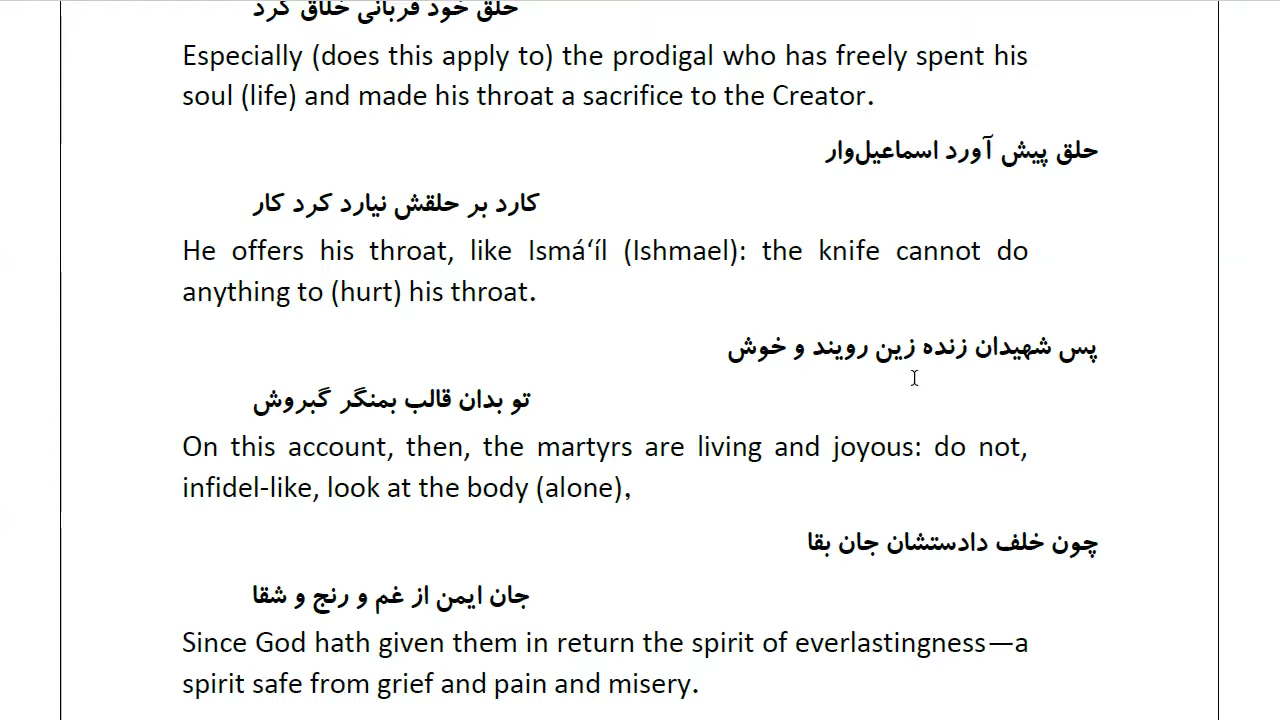 حلق خود قربانی خلاق کرد
Especially (does this apply to) the prodigal who has freely spent his
soul (life) and made his throat a sacrifice to the Creator.
حلق پیش آورد اسماعیل‌وار
کارد بر حلقش نیارد کرد کار
He offers his throat, like Ismá‘íl (Ishmael): the knife cannot do
anything to (hurt) his throat.
پس شهیدان زنده زین رویند و خوش
تو بدان قالب بمنگر گبروش
On this account, then, the martyrs are living and joyous: do not,
infidel-like, look at the body (alone),
چون خلف دادستشان جان بقا
جان ایمن از غم و رنج و شقا
Since God hath given them in return the spirit of everlastingness—a
spirit safe from grief and pain and misery.